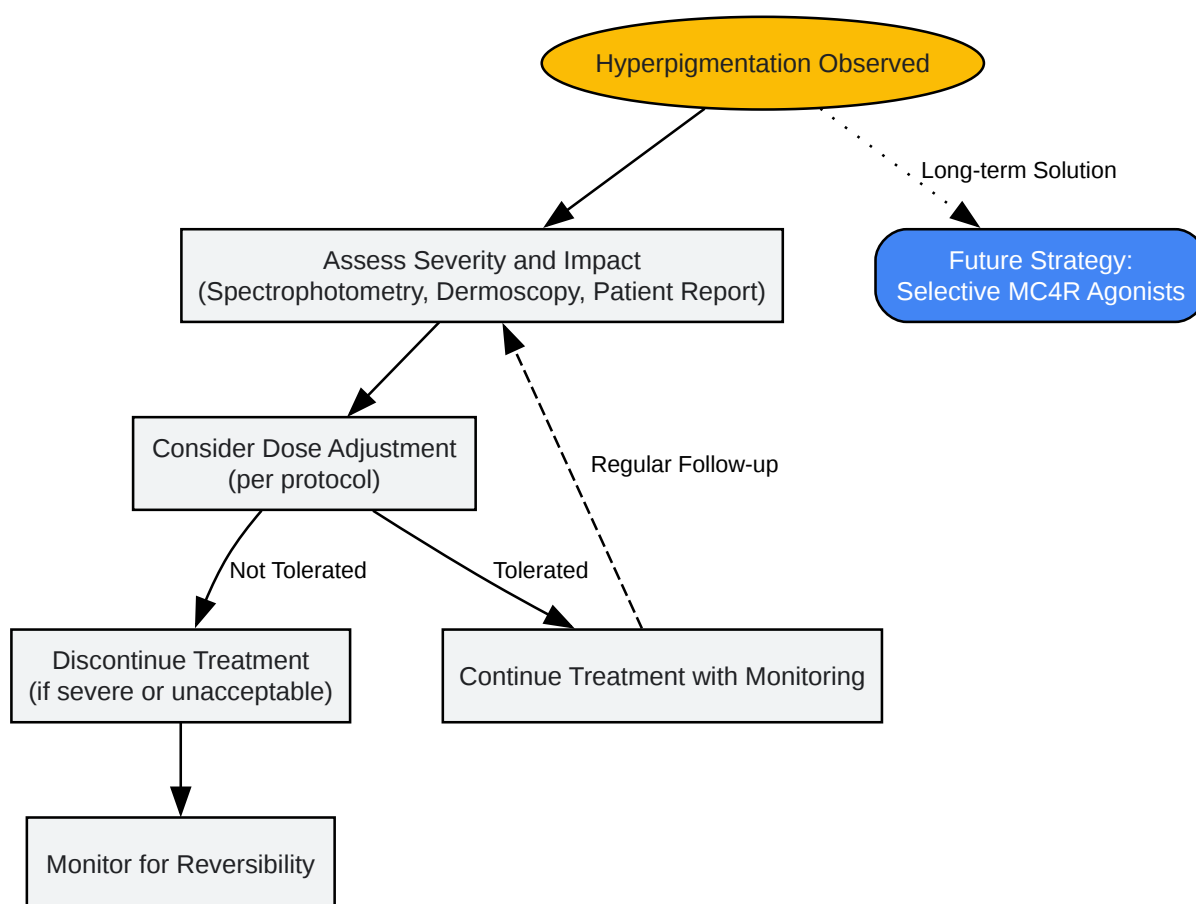 Hyperpigmentation Observed
Long-term Solution
Assess Severity and Impact
(Spectrophotometry, Dermoscopy, Patient Report)
Future Strategy:
Selective MC4R Agonists
Consider Dose Adjustment
(per protocol)
Regular Follow-up
Not Tolerated
Tolerated
Discontinue Treatment
(if severe or unacceptable)
Continue Treatment with Monitoring
Monitor for Reversibility